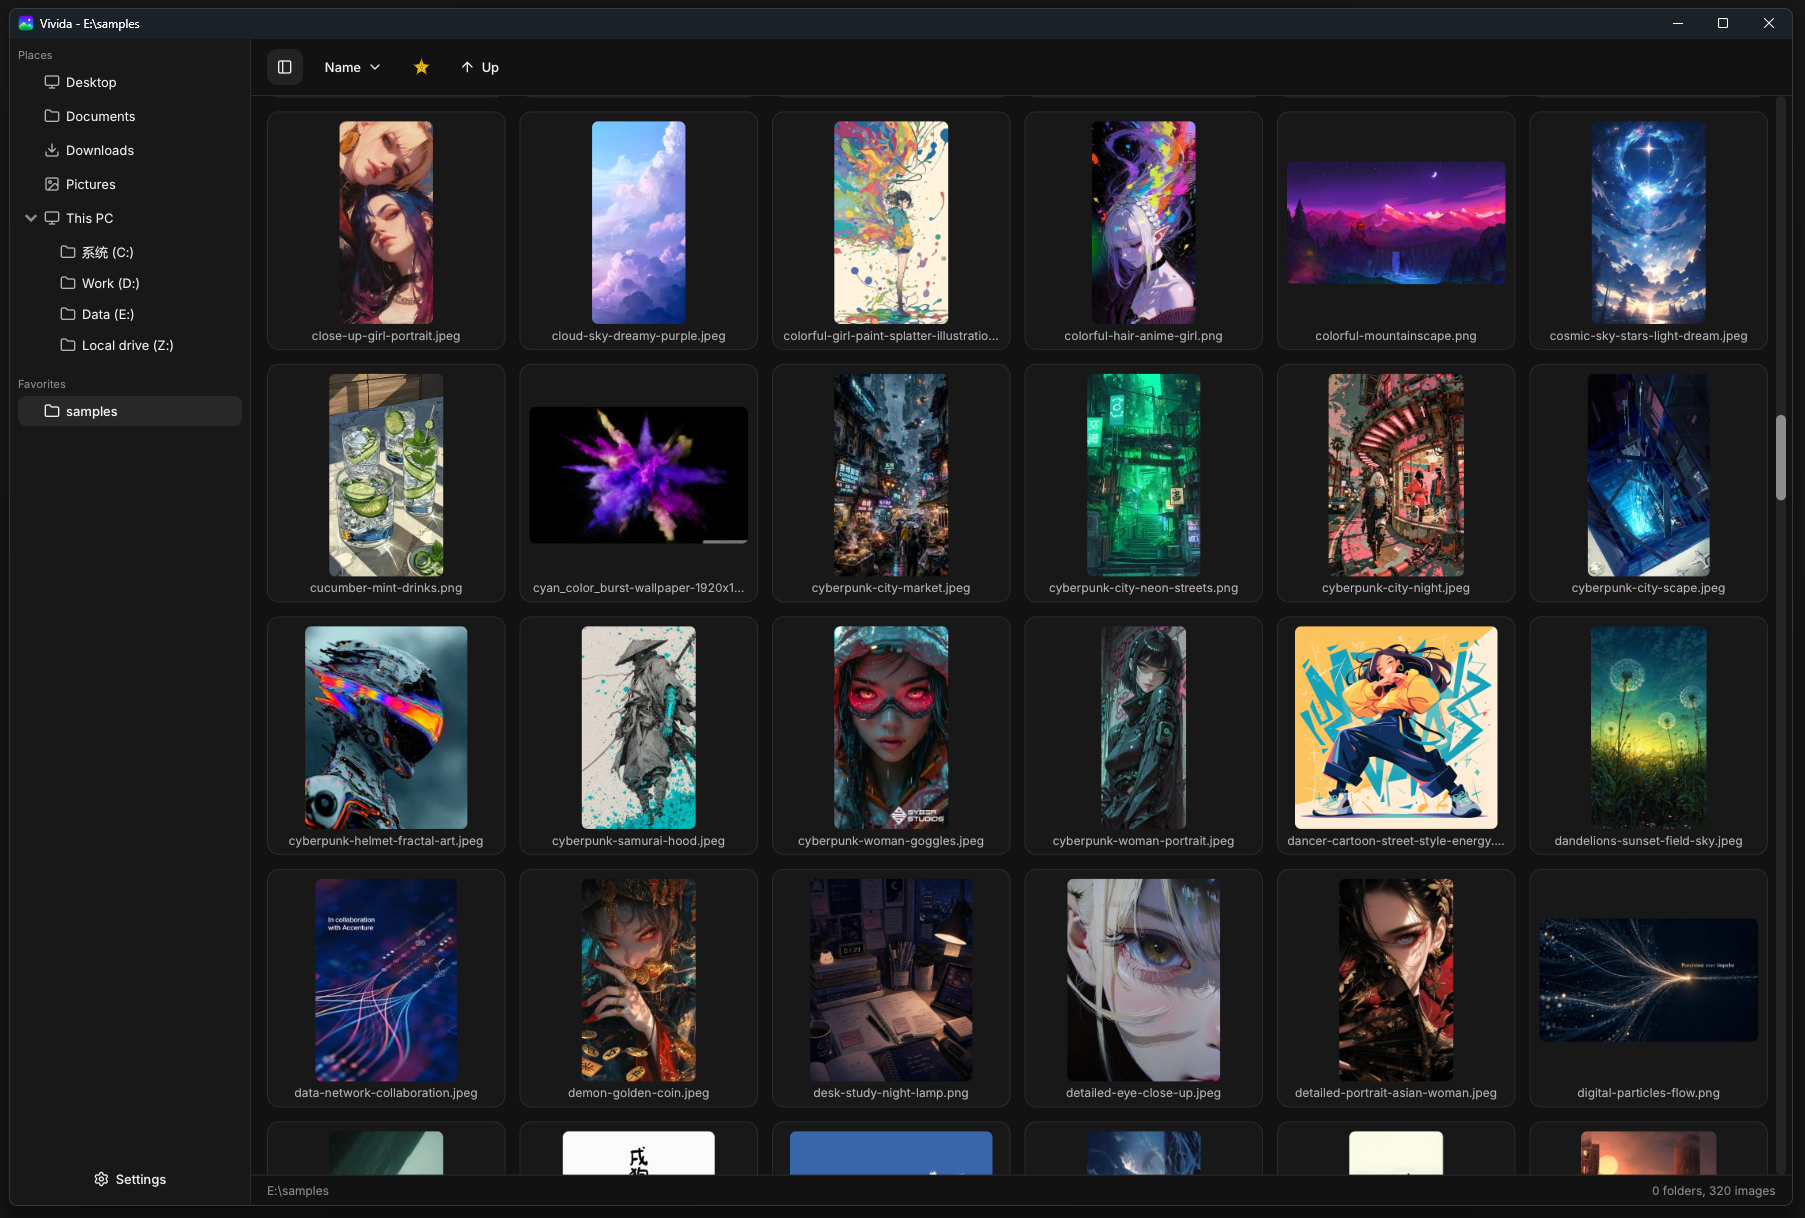 Vivida - E:\samples
Places
Desktop
Documents
Downloads
Pictures
This PC
系统 (C:)
Work (D:)
Data (E:)
Local drive (Z:)
Favorites
samples
Settings
Name
Up
close-up-girl-portrait.jpeg
cloud-sky-dreamy-purple.jpeg
colorful-girl-paint-splatter-illustratio...
colorful-hair-anime-girl.png
colorful-mountainscape.png
cosmic-sky-stars-light-dream.jpeg
cucumber-mint-drinks.png
cyan_color_burst-wallpaper-1920x1...
cyberpunk-city-market.jpeg
cyberpunk-city-neon-streets.png
cyberpunk-city-night.jpeg
cyberpunk-city-scape.jpeg
CYBER
STUDIOS
cyberpunk-helmet-fractal-art.jpeg
cyberpunk-samurai-hood.jpeg
cyberpunk-woman-goggles.jpeg
cyberpunk-woman-portrait.jpeg
dancer-cartoon-street-style-energy....
dandelions-sunset-field-sky.jpeg
In collaboration
with Accenture
Precision over impulse
data-network-collaboration.jpeg
demon-golden-coin.jpeg
desk-study-night-lamp.png
detailed-eye-close-up.jpeg
detailed-portrait-asian-woman.jpeg
digital-particles-flow.png
戌
E:\samples
0 folders, 320 images